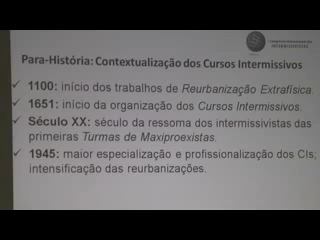 Para-História: Contextualização dos Cursos Intermissivos
✓ 1100: início dos trabalhos de Reurbanização Extrafísica.
✓ 1651: início da organização dos Cursos Intermissivos.
✓ Século XX: século da ressoma dos intermissivistas das
primeiras Turmas de Maxiproexistas.
✓ 1945: maior especialização e profissionalização dos CIs;
intensificação das reurbanizações.